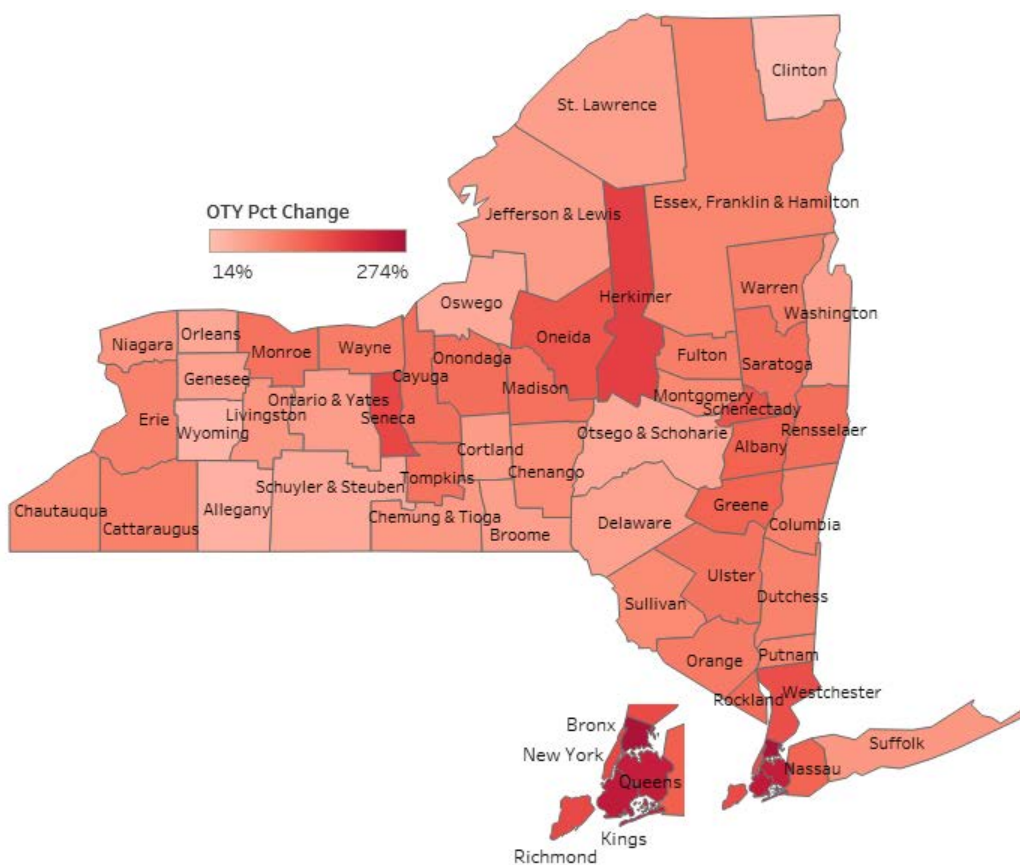 Clinton
St. Lawrence
Essex, Franklin & Hamilton
Jefferson & Lewis
OTY Pct Change
14% 274%
Warren
Herkimer
Oswego
Washington
Orleans
Oneida
Niagara
Monroe
Wayne
Onondaga
Fulton
Saratoga
Genesee
Cayuga
Madison
Montgomery
Ontario & Yates
Schenectady
Livingston
Seneca
Erie
Wyoming
Otsego & Schoharie
Rensselaer
Albany
Cortland
Chenango
Tompkins
Schuyler & Steuben
Greene
Chautauqua
Allegany
Cattaraugus
Chemung & Tioga
Delaware
Columbia
Broome
Ulster
Dutchess
Sullivan
Putnam
Orange
Westchester
Rockland
Bronx
Suffolk
New York
Nassau
Queens
Kings
Richmond